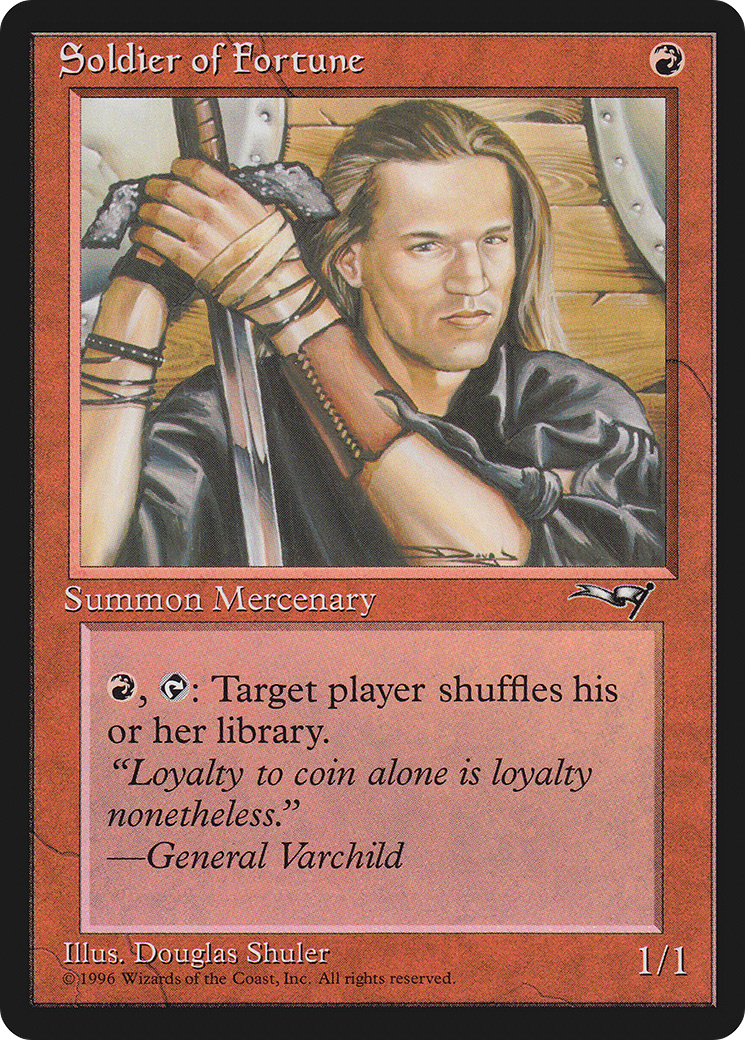 Soldier of Fortune
Summon Mercenary
: Target player shuffles his
or her library.
“Loyalty to coin alone is loyalty
nonetheless.”
—General Varchild
Illus. Douglas Shuler
1/1
©1996 Wizards of the Coast, Inc. All rights reserved.